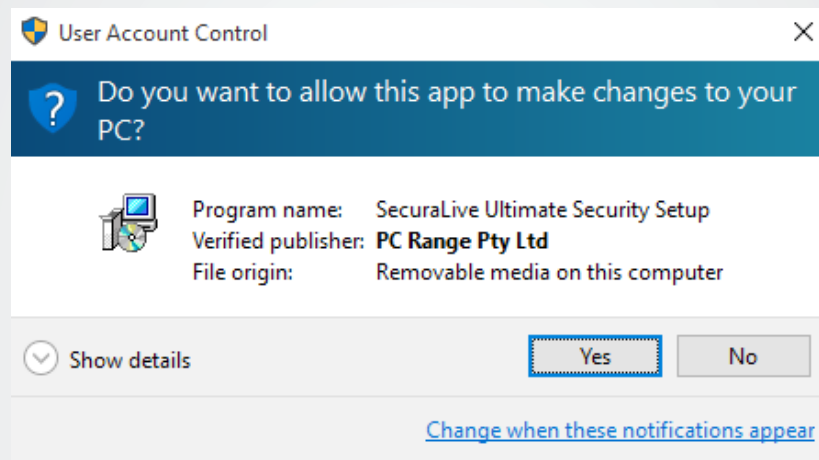 User Account Control
Do you want to allow this app to make changes to your
PC?
Program name: SecuraLive Ultimate Security Setup
Verified publisher: PC Range Pty Ltd
File origin: Removable media on this computer
Show details
Yes
No
Change when these notifications appear